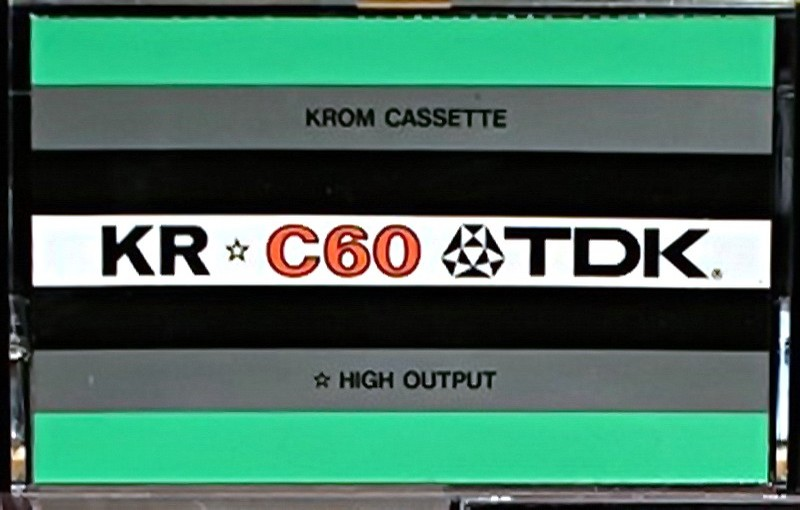 KROM CASSETTE
KR ☆ C60 TDK®
☆ HIGH OUTPUT